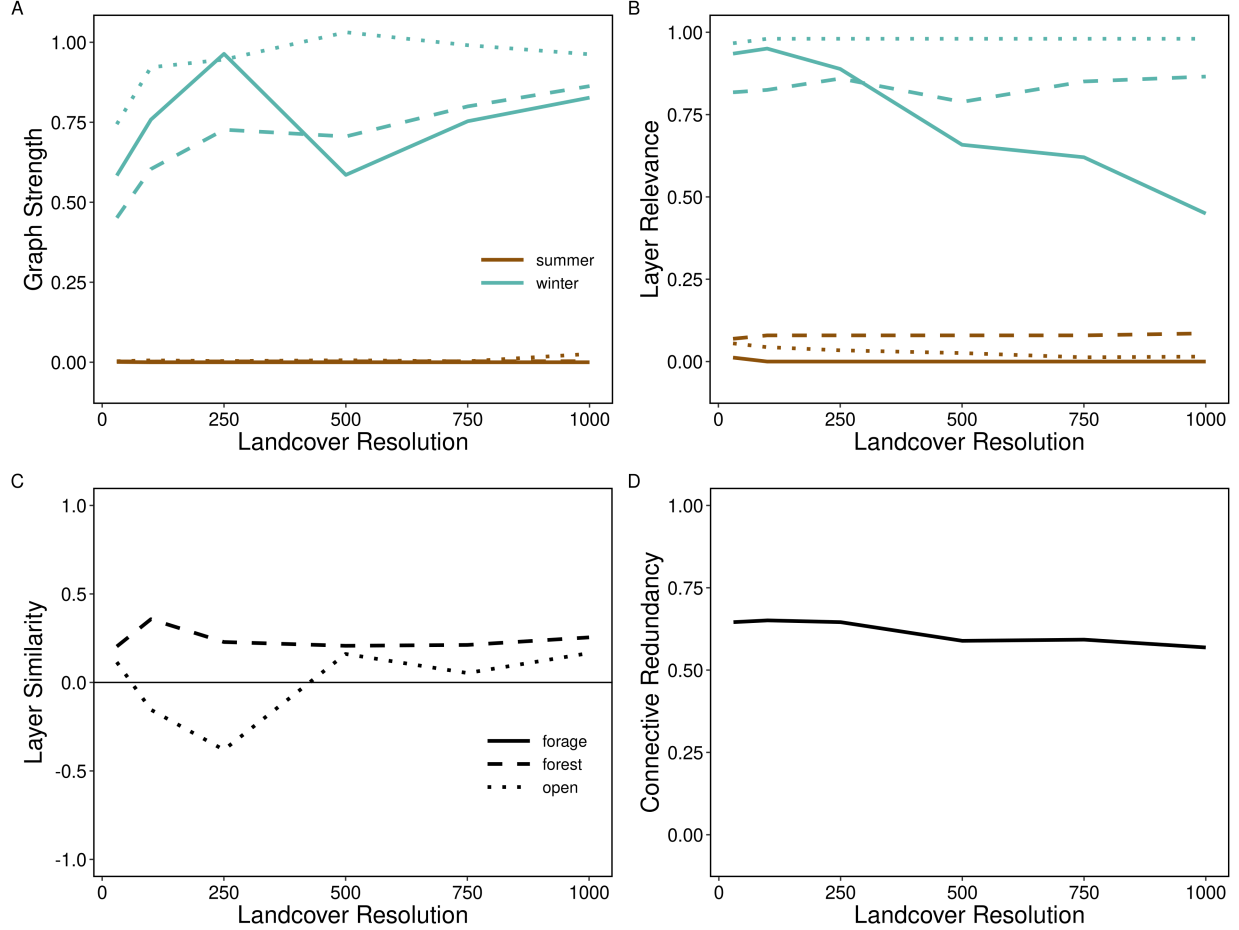 A
Graph Strength
1.00
0.75
0.50
0.25
0.00
summer
winter
0 250 500 750 1000
Landcover Resolution
B
Layer Relevance
1.00
0.75
0.50
0.25
0.00
0 250 500 750 1000
Landcover Resolution
C
Layer Similarity
1.0
0.5
0.0
-0.5
-1.0
forage
forest
open
0 250 500 750 1000
Landcover Resolution
D
Connective Redundancy
1.00
0.75
0.50
0.25
0.00
0 250 500 750 1000
Landcover Resolution